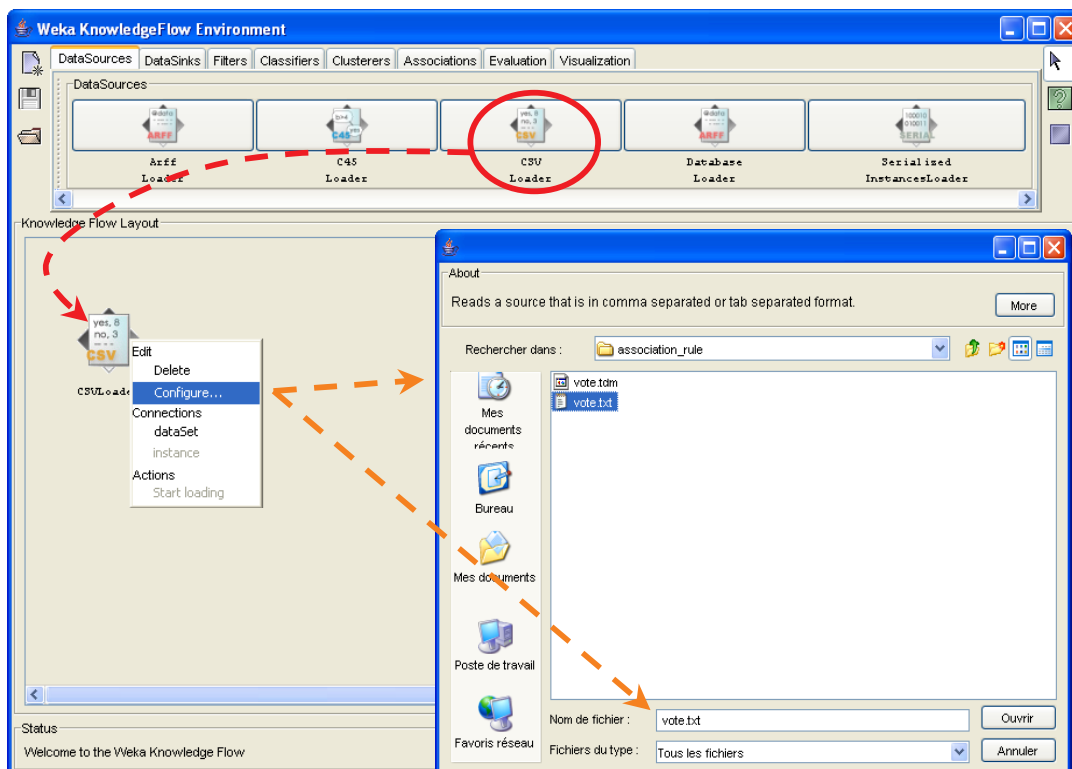 Weka KnowledgeFlow Environment
DataSources DataSinks Filters Classifiers Clusterers Associations Evaluation Visualization
DataSources
@data ARFF
b>4 yes C45
yes, 8 no, 3 CSV
@data ARFF
100010 010011 SERIAL
Arff Loader
C45 Loader
CSV Loader
Database Loader
Serialized InstancesLoader
Knowledge Flow Layout
yes, 8
no, 3
CSV
CSVLoade
Edit
Delete
Configure...
Connections
dataSet
instance
Actions
Start loading
About
Reads a source that is in comma separated or tab separated format.
More
Rechercher dans :
association_rule
Mes documents récents
Bureau
Mes documents
Poste de travail
Favoris réseau
vote.tdm
vote.txt
Nom de fichier :
vote.txt
Ouvrir
Fichiers du type :
Tous les fichiers
Annuler
Status
Welcome to the Weka Knowledge Flow